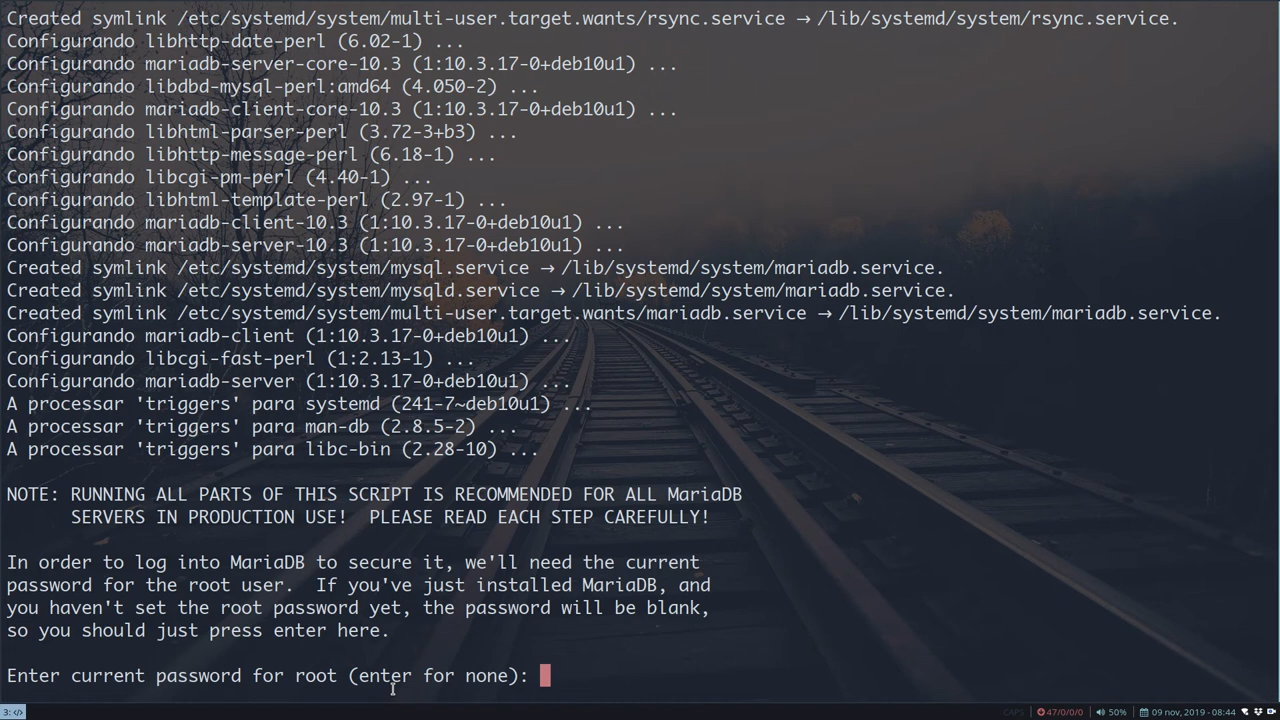 Created symlink /etc/systemd/system/multi-user.target.wants/rsync.service → /lib/systemd/system/rsync.service.
Configurando libhttp-date-perl (6.02-1) ...
Configurando mariadb-server-core-10.3 (1:10.3.17-0+deb10u1) ...
Configurando libdbd-mysql-perl:amd64 (4.050-2) ...
Configurando mariadb-client-core-10.3 (1:10.3.17-0+deb10u1) ...
Configurando libhtml-parser-perl (3.72-3+b3) ...
Configurando libhttp-message-perl (6.18-1) ...
Configurando libcgi-pm-perl (4.40-1) ...
Configurando libhtml-template-perl (2.97-1) ...
Configurando mariadb-client-10.3 (1:10.3.17-0+deb10u1) ...
Configurando mariadb-server-10.3 (1:10.3.17-0+deb10u1) ...
Created symlink /etc/systemd/system/mysql.service → /lib/systemd/system/mariadb.service.
Created symlink /etc/systemd/system/mysqld.service → /lib/systemd/system/mariadb.service.
Created symlink /etc/systemd/system/multi-user.target.wants/mariadb.service → /lib/systemd/system/mariadb.service.
Configurando mariadb-client (1:10.3.17-0+deb10u1) ...
Configurando libcgi-fast-perl (1:2.13-1) ...
Configurando mariadb-server (1:10.3.17-0+deb10u1) ...
A processar 'triggers' para systemd (241-7~deb10u1) ...
A processar 'triggers' para man-db (2.8.5-2) ...
A processar 'triggers' para libc-bin (2.28-10) ...
NOTE: RUNNING ALL PARTS OF THIS SCRIPT IS RECOMMENDED FOR ALL MariaDB
SERVERS IN PRODUCTION USE!  PLEASE READ EACH STEP CAREFULLY!
In order to log into MariaDB to secure it, we'll need the current
password for the root user.  If you've just installed MariaDB, and
you haven't set the root password yet, the password will be blank,
so you should just press enter here.
Enter current password for root (enter for none):
3: </> CAPS 47/0/0/0 50% 09 nov, 2019 - 08:44